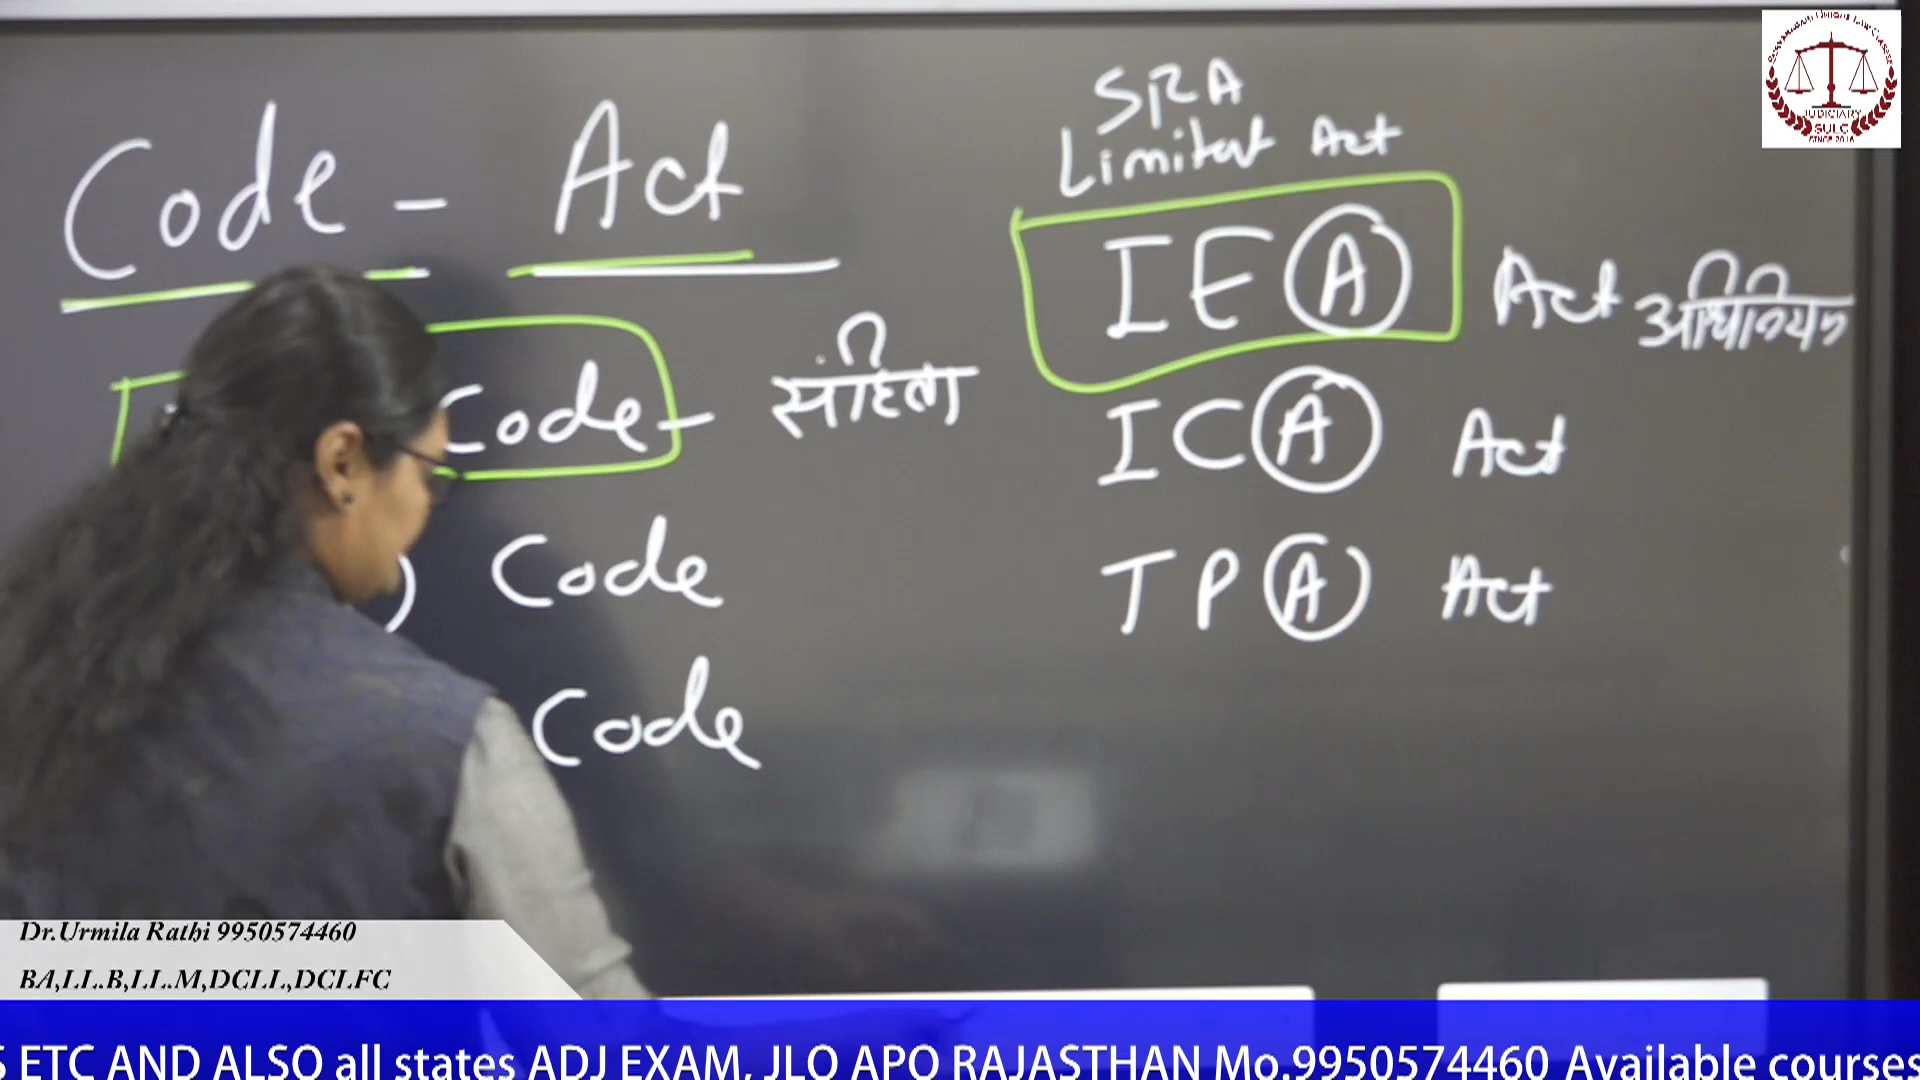 Code - Act
SRA
Limitat Act
IEA Act अधिनियम
Code - संहिता
ICA Act
) Code
TPA Act
Code
JUDICIARY
SULC
SINCE 2016
Dr.Urmila Rathi 9950574460
BA,LL.B,LL.M,DCLL,DCLFC
S ETC AND ALSO all states ADJ EXAM, JLO APO RAJASTHAN Mo.9950574460 Available courses